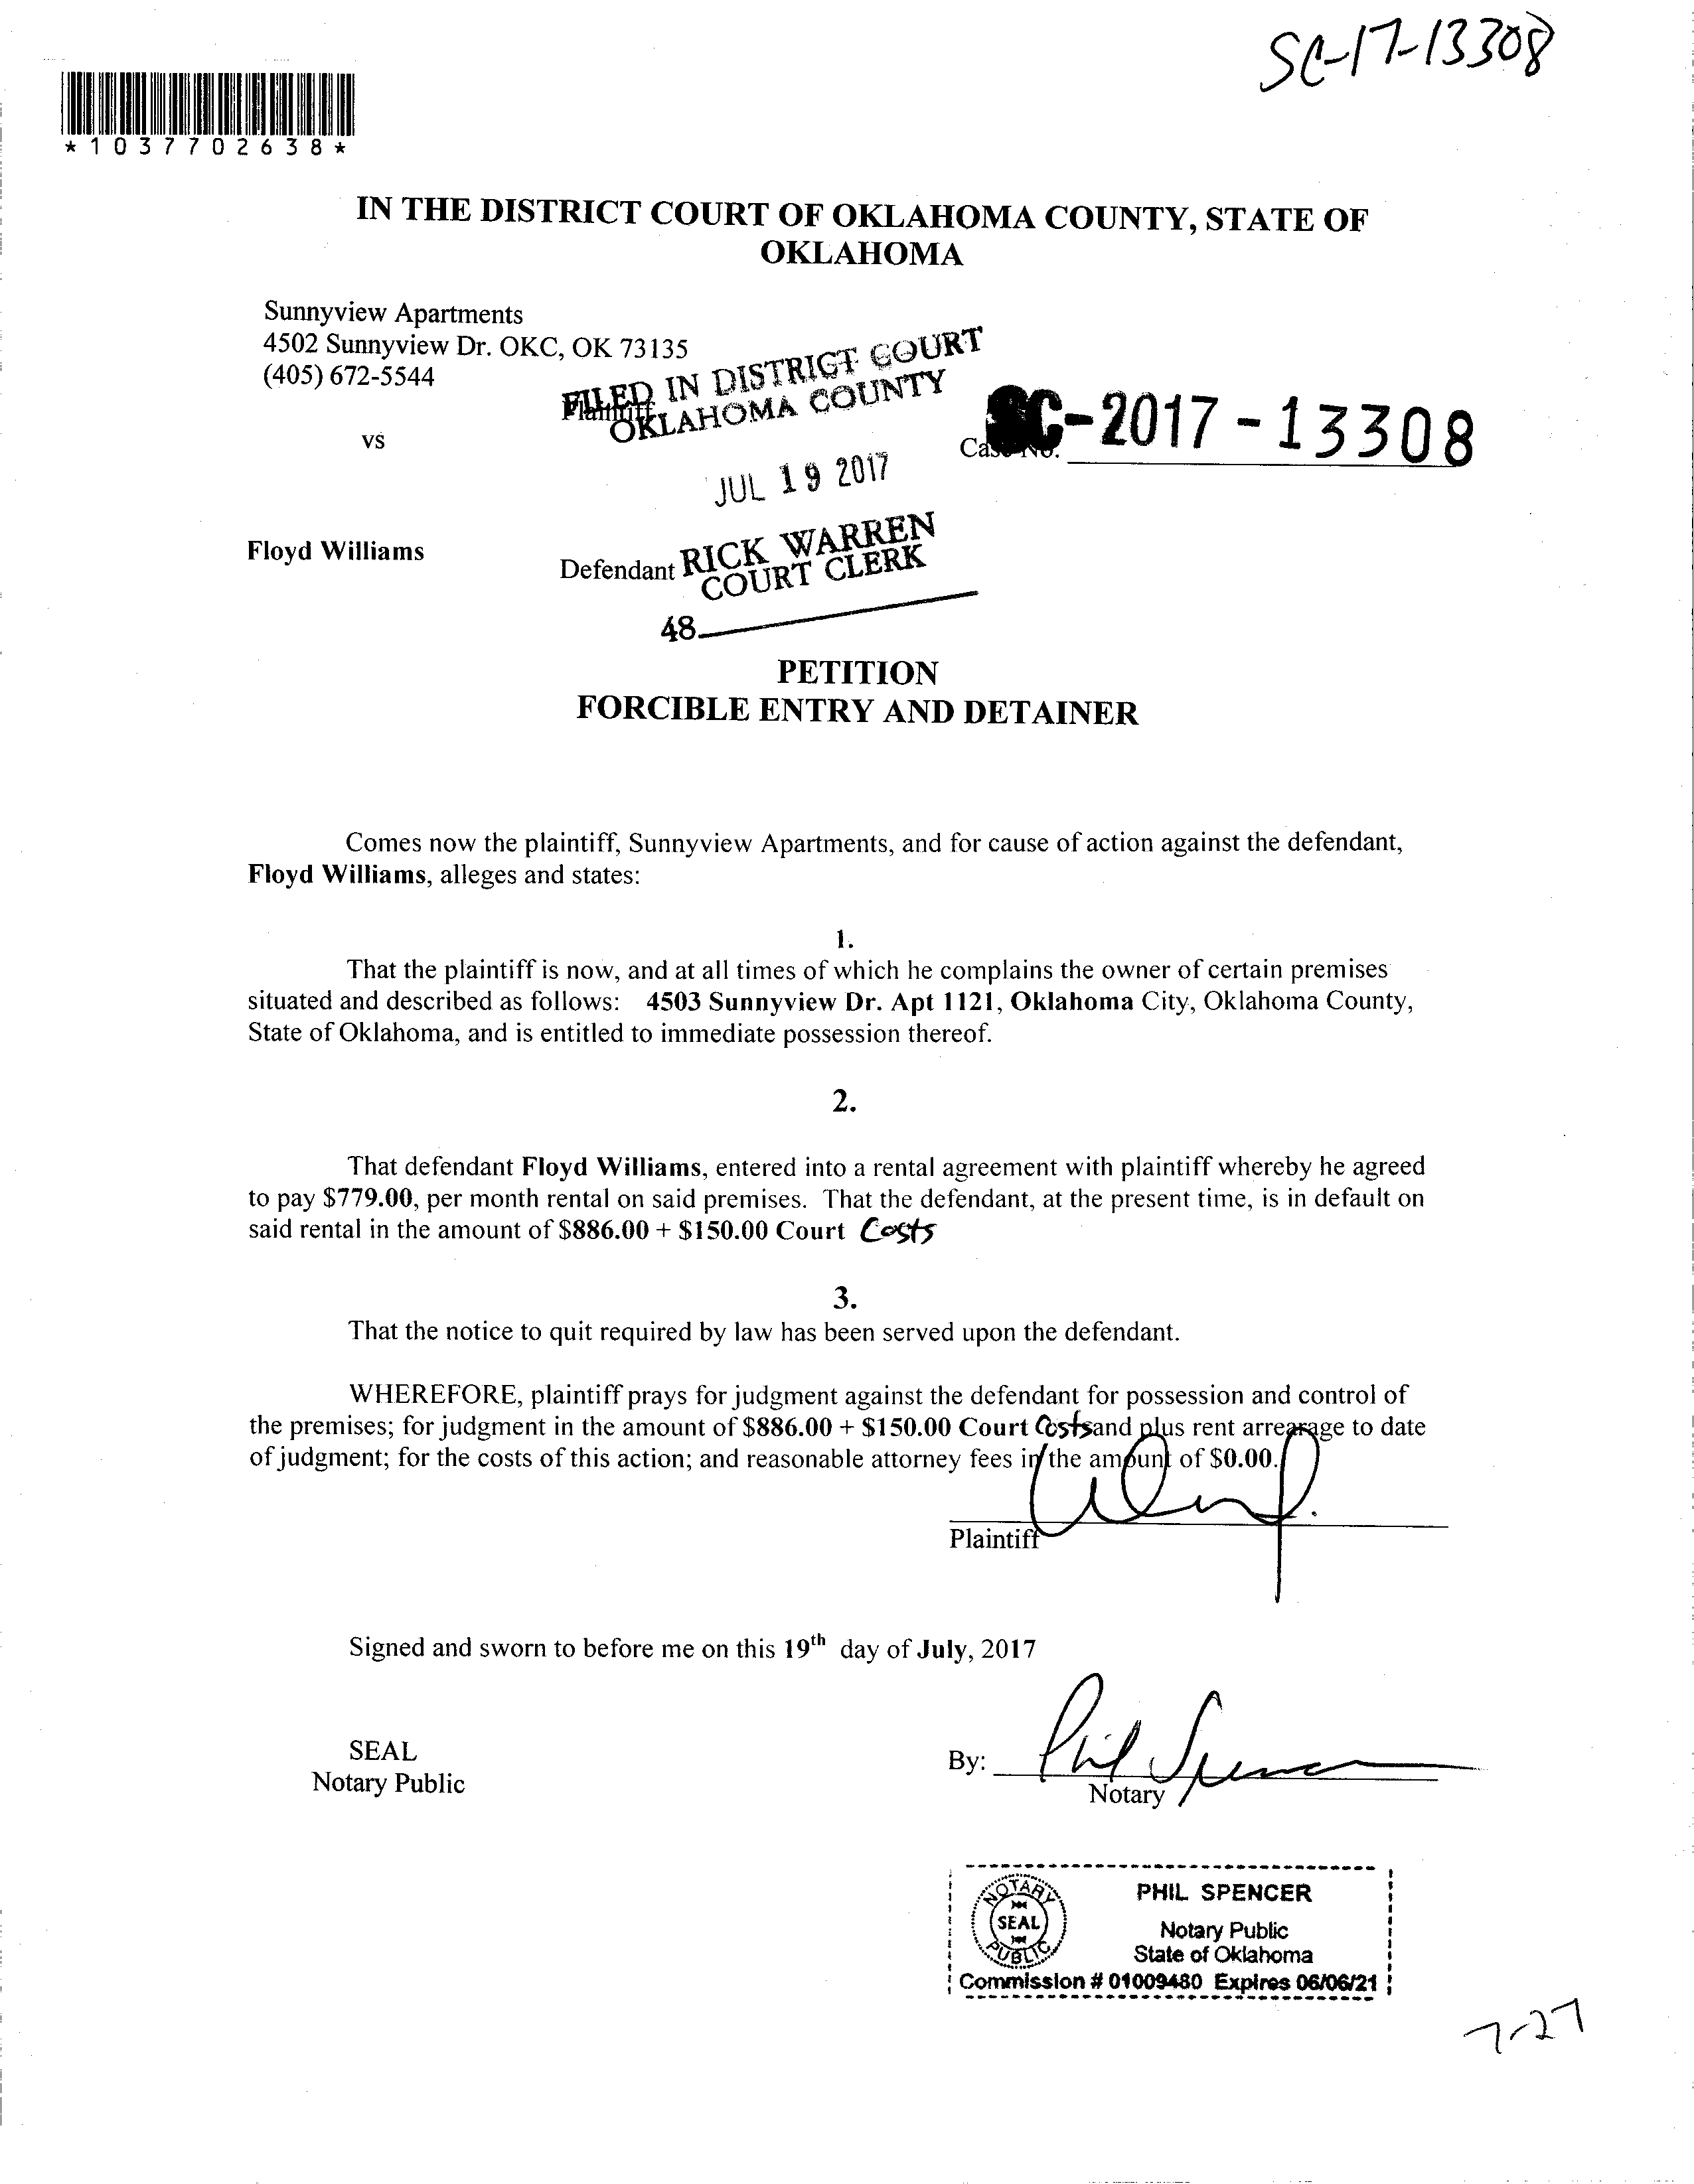 SC-17-13308
*1037702638*
IN THE DISTRICT COURT OF OKLAHOMA COUNTY, STATE OF
OKLAHOMA
Sunnyview Apartments
4502 Sunnyview Dr. OKC, OK 73135
(405) 672-5544
Plaintiff
FILED IN DISTRICT COURT
OKLAHOMA COUNTY
vs
Case No. SC-2017-13308
JUL 19 2017
Floyd Williams
Defendant
RICK WARREN
COURT CLERK
48
PETITION
FORCIBLE ENTRY AND DETAINER
Comes now the plaintiff, Sunnyview Apartments, and for cause of action against the defendant,
Floyd Williams, alleges and states:
1.
That the plaintiff is now, and at all times of which he complains the owner of certain premises
situated and described as follows: 4503 Sunnyview Dr. Apt 1121, Oklahoma City, Oklahoma County,
State of Oklahoma, and is entitled to immediate possession thereof.
2.
That defendant Floyd Williams, entered into a rental agreement with plaintiff whereby he agreed
to pay $779.00, per month rental on said premises. That the defendant, at the present time, is in default on
said rental in the amount of $886.00 + $150.00 Court Costs
3.
That the notice to quit required by law has been served upon the defendant.
WHEREFORE, plaintiff prays for judgment against the defendant for possession and control of
the premises; for judgment in the amount of $886.00 + $150.00 Court Costs and plus rent arrearage to date
of judgment; for the costs of this action; and reasonable attorney fees in the amount of $0.00.
Plaintiff
Signed and sworn to before me on this 19th day of July, 2017
SEAL
Notary Public
By: Phil Spencer
Notary
NOTARY SEAL PUBLIC
PHIL SPENCER
Notary Public
State of Oklahoma
Commission # 01009480 Expires 06/06/21
7-27